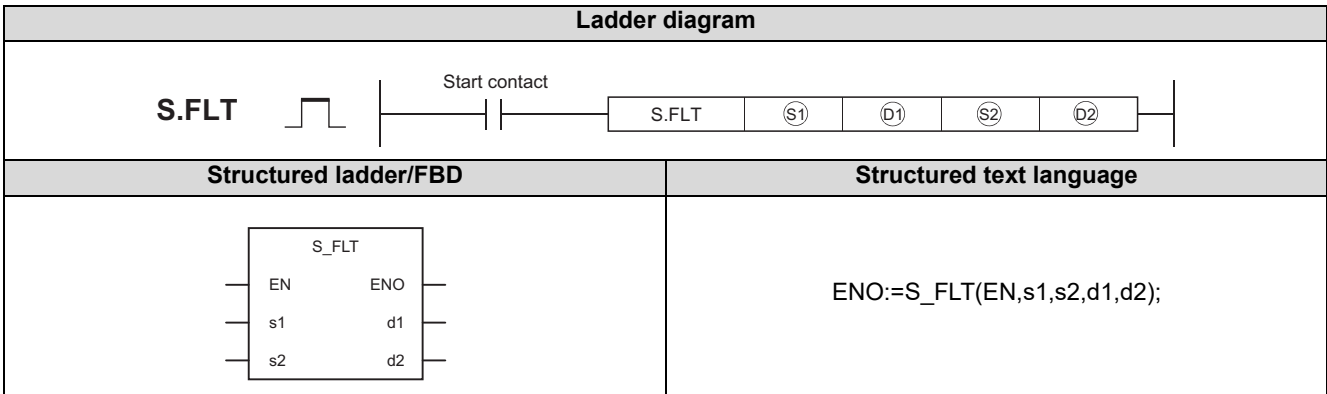 Ladder diagram
Start contact
S.FLT
S.FLT S1 D1 S2 D2
Structured ladder/FBD
Structured text language
S_FLT
EN ENO
s1 d1
s2 d2
ENO:=S_FLT(EN,s1,s2,d1,d2);